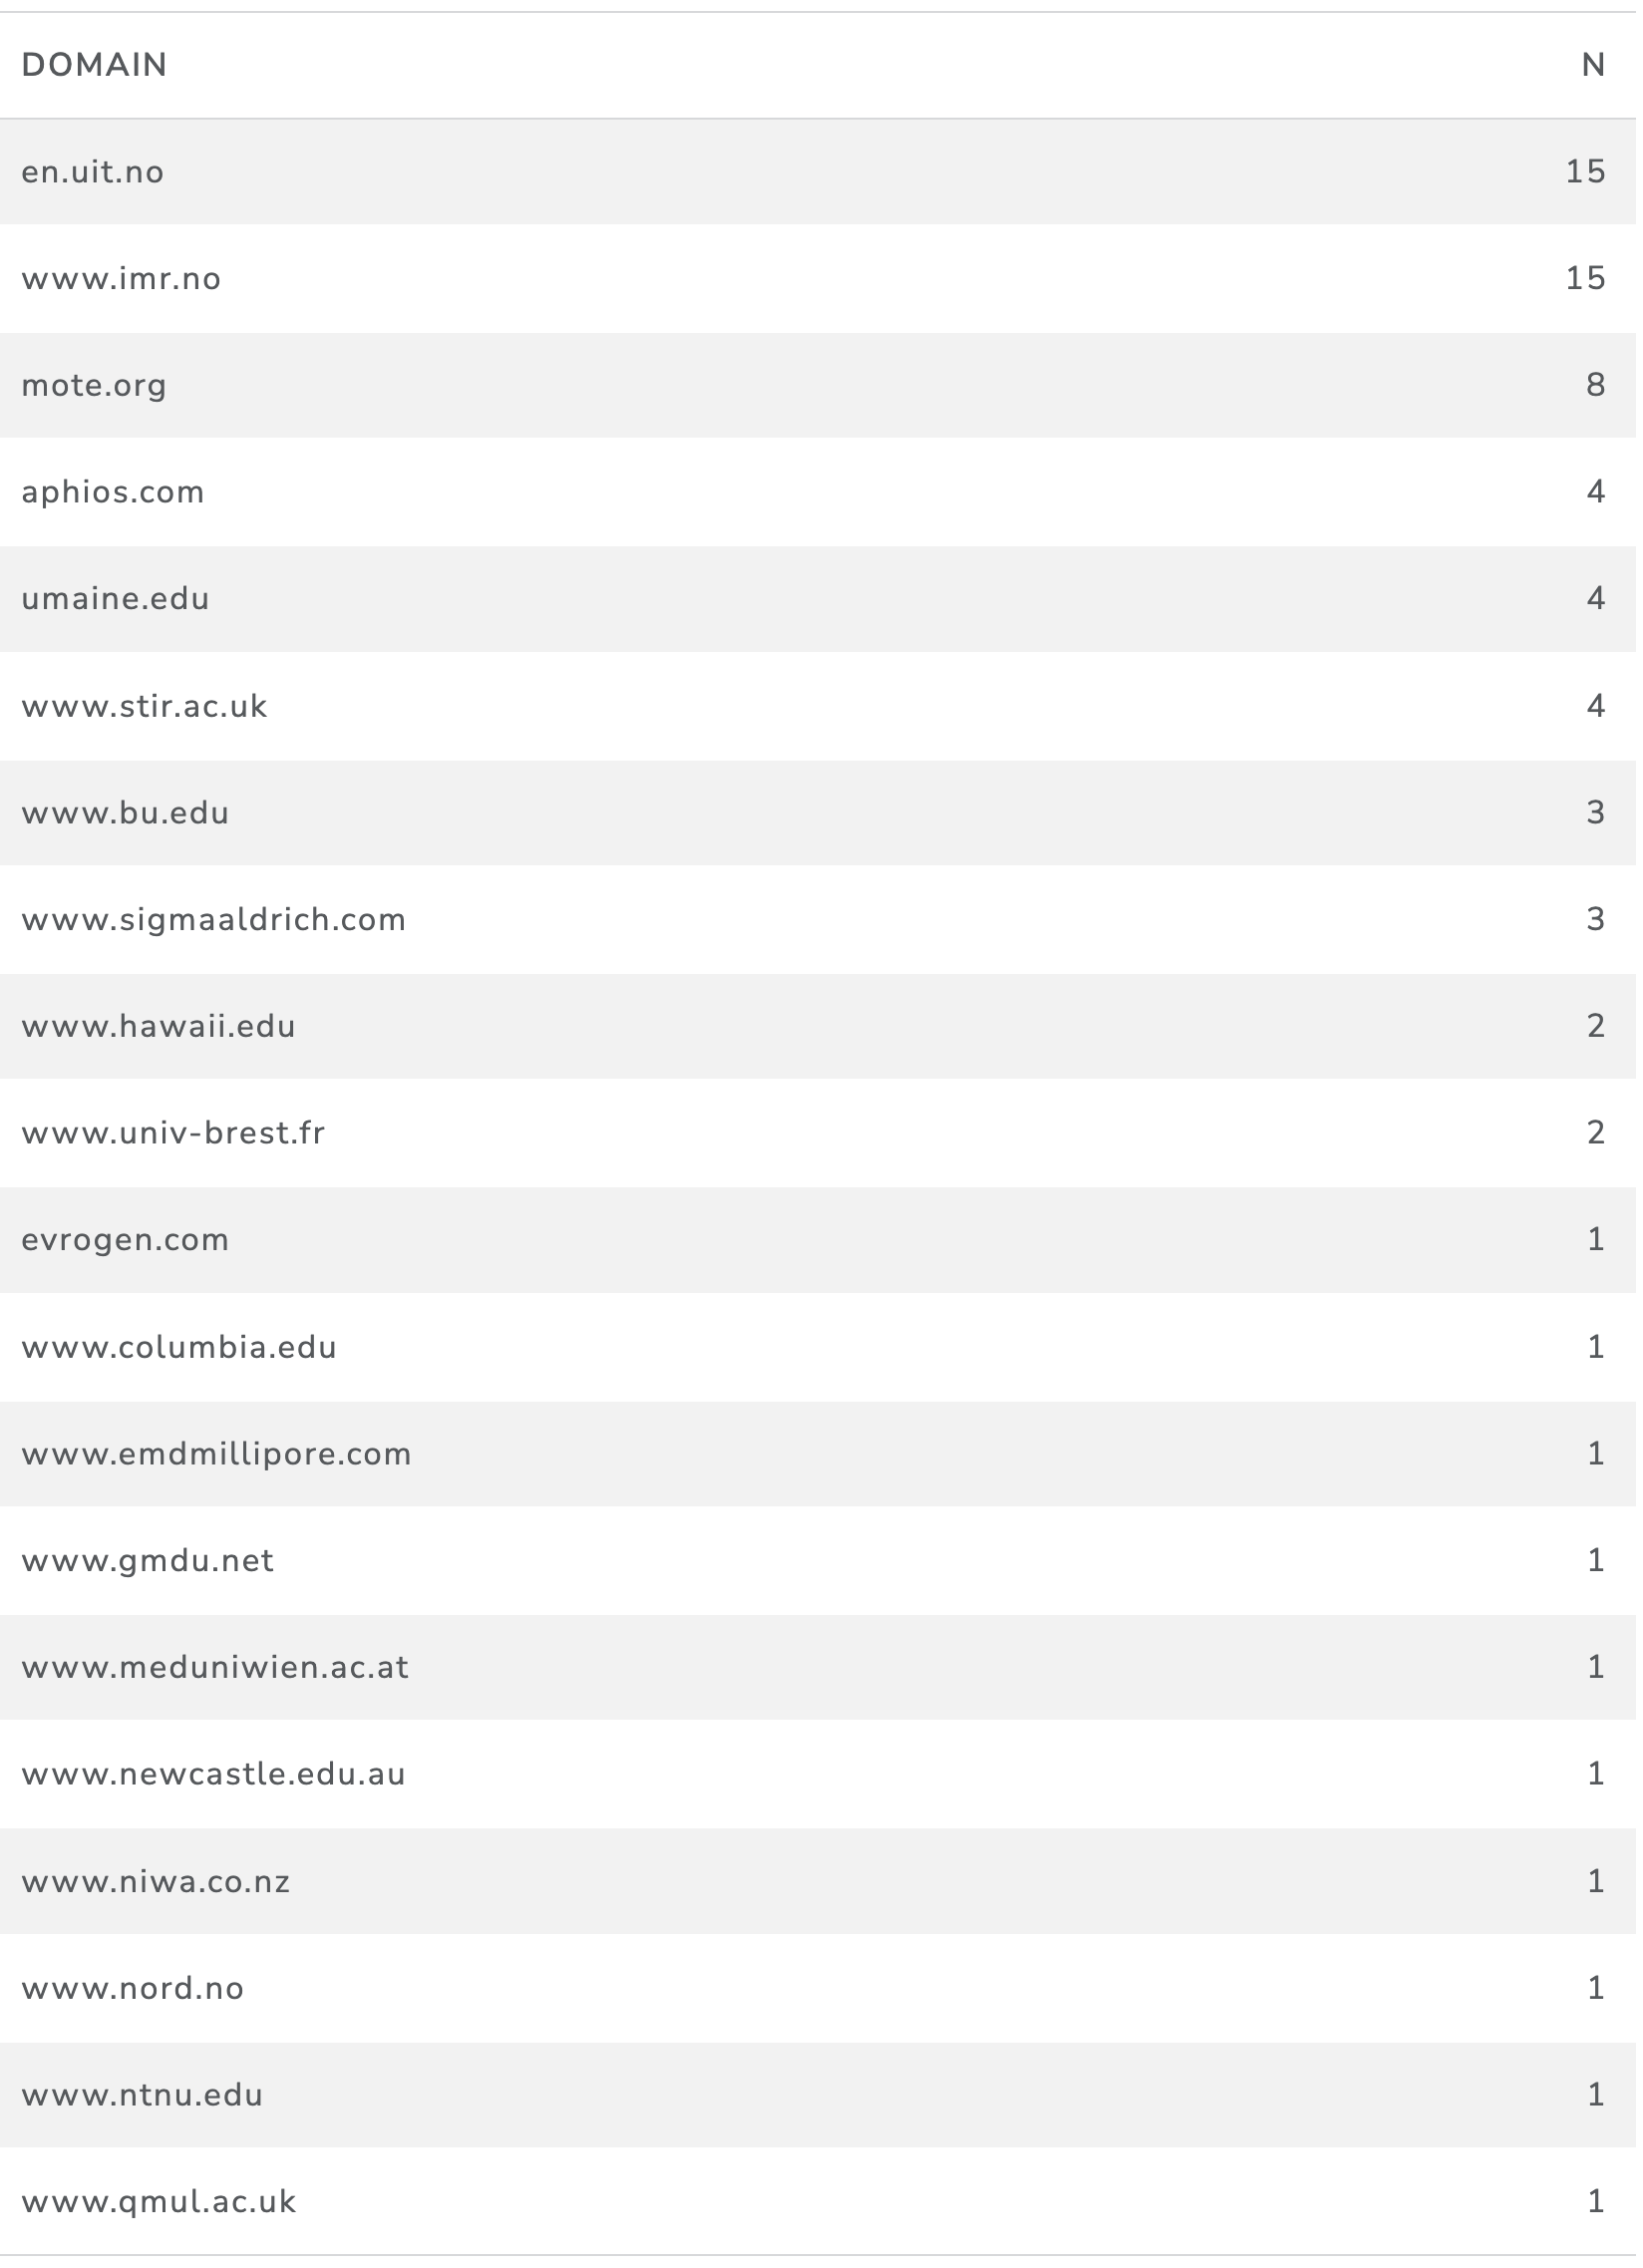 DOMAIN N
en.uit.no 15
www.imr.no 15
mote.org 8
aphios.com 4
umaine.edu 4
www.stir.ac.uk 4
www.bu.edu 3
www.sigmaaldrich.com 3
www.hawaii.edu 2
www.univ-brest.fr 2
evrogen.com 1
www.columbia.edu 1
www.emdmillipore.com 1
www.gmdu.net 1
www.meduniwien.ac.at 1
www.newcastle.edu.au 1
www.niwa.co.nz 1
www.nord.no 1
www.ntnu.edu 1
www.qmul.ac.uk 1